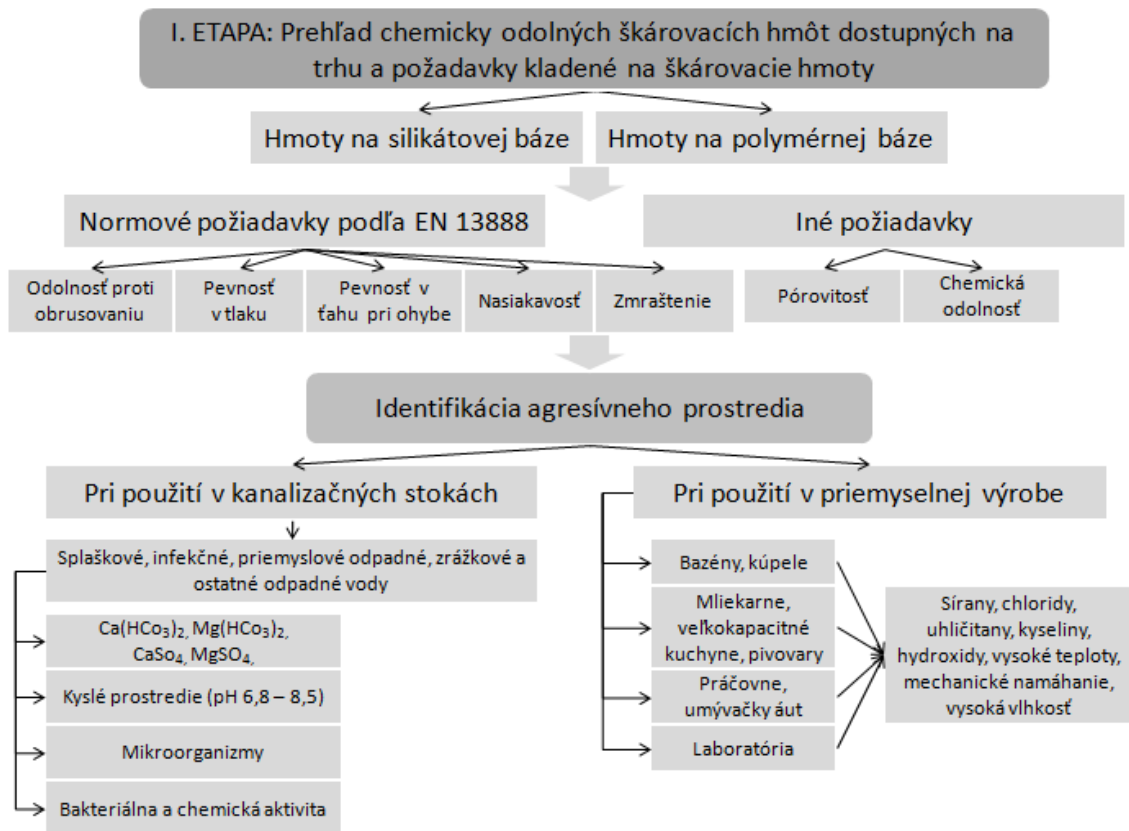 I. ETAPA: Prehľad chemicky odolných škárovacích hmôt dostupných na
trhu a požadavky kladené na škárovacie hmoty
Hmoty na silikátovej báze
Hmoty na polymérnej báze
Normové požiadavky podľa EN 13888
Iné požiadavky
Odolnosť proti
obrusovaniu
Pevnosť
v tlaku
Pevnosť v
ťahu pri ohybe
Nasiakavosť
Zmraštenie
Pórovitosť
Chemická
odolnosť
Identifikácia agresívneho prostredia
Pri použití v kanalizačných stokách
Pri použití v priemyselnej výrobe
Splaškové, infekčné, priemyslové odpadné, zrážkové a
ostatné odpadné vody
Ca(HCo₃)₂, Mg(HCo₃)₂,
CaSo₄, MgSO₄,
Kyslé prostredie (pH 6,8 – 8,5)
Mikroorganizmy
Bakteriálna a chemická aktivita
Bazény, kúpele
Mliekarne,
veľkokapacitné
kuchyne, pivovary
Práčovne,
umývačky áut
Laboratória
Sírany, chloridy,
uhličitany, kyseliny,
hydroxidy, vysoké teploty,
mechanické namáhanie,
vysoká vlhkosť